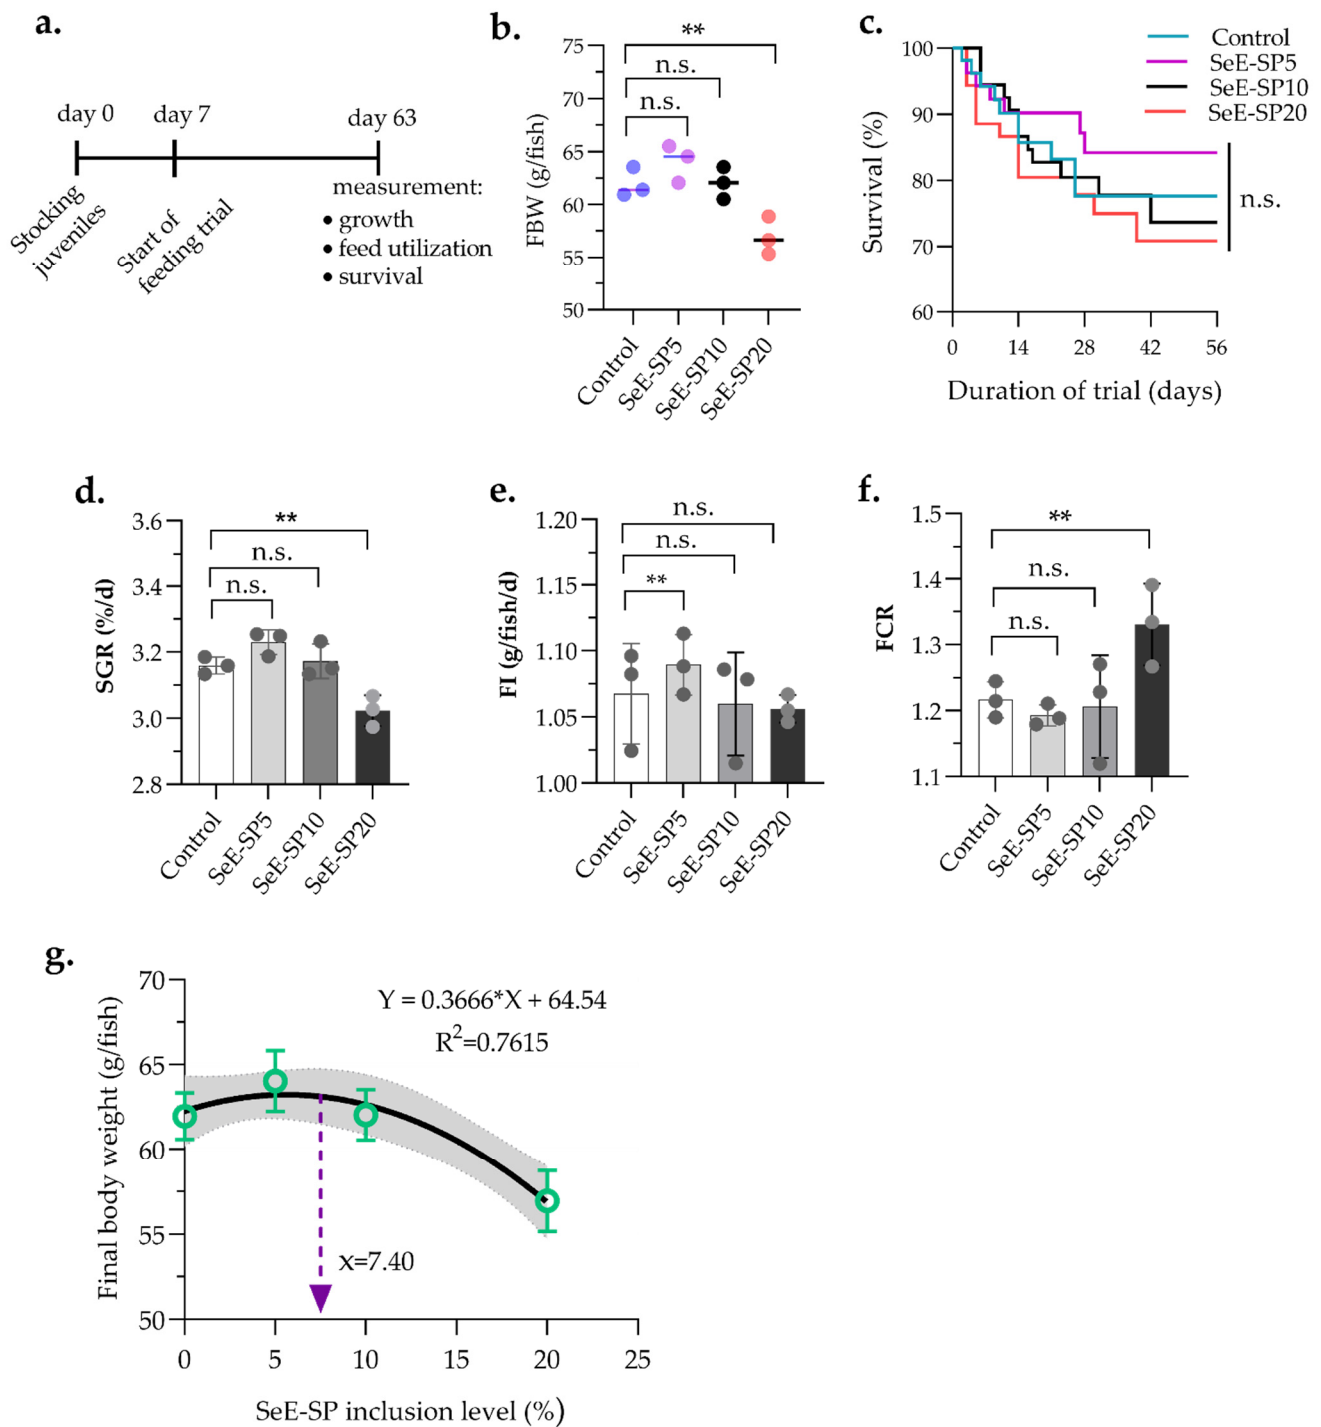 a.
day 0
day 7
day 63
Stocking
juveniles
Start of
feeding trial
measurement:
• growth
• feed utilization
• survival
b.
FBW (g/fish)
75
70
65
60
55
50
**
n.s.
n.s.
Control
SeE-SP5
SeE-SP10
SeE-SP20
c.
Survival (%)
100
90
80
70
60
0 14 28 42 56
Duration of trial (days)
Control
SeE-SP5
SeE-SP10
SeE-SP20
n.s.
d.
SGR (%/d)
3.6
3.4
3.2
3.0
2.8
**
n.s.
n.s.
Control
SeE-SP5
SeE-SP10
SeE-SP20
e.
FI (g/fish/d)
1.20
1.15
1.10
1.05
1.00
n.s.
n.s.
**
Control
SeE-SP5
SeE-SP10
SeE-SP20
f.
FCR
1.5
1.4
1.3
1.2
1.1
**
n.s.
n.s.
Control
SeE-SP5
SeE-SP10
SeE-SP20
g.
Final body weight (g/fish)
70
65
60
55
50
Y = 0.3666*X + 64.54
R2=0.7615
x=7.40
0 5 10 15 20 25
SeE-SP inclusion level (%)